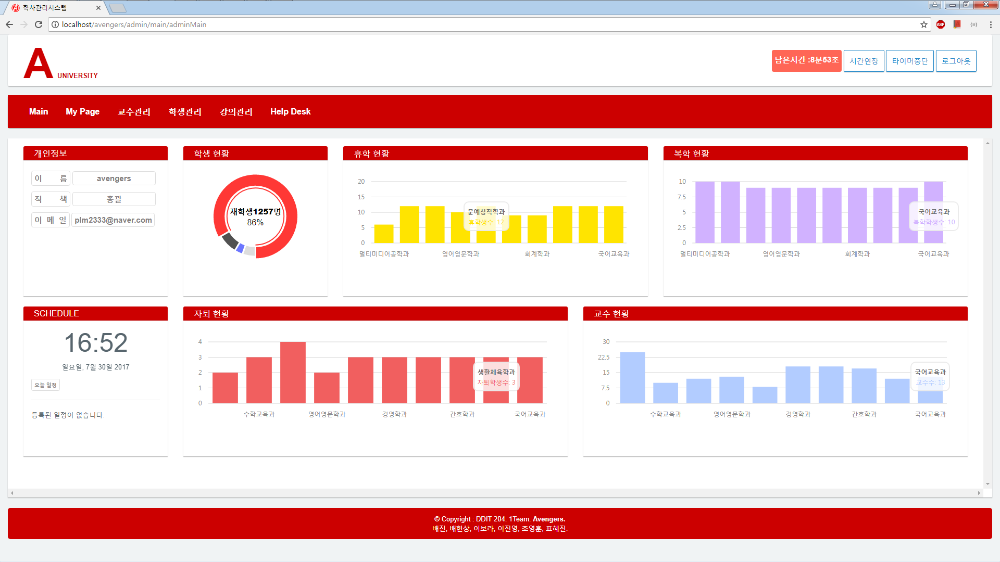 학사관리시스템
localhost/avengers/admin/main/adminMain
ABP
A UNIVERSITY
남은시간 :8분53초 시간연장 타이머중단 로그아웃
Main My Page 교수관리 학생관리 강의관리 Help Desk
개인정보
이 름 avengers
직 책 총괄
이 메 일 plm2333@naver.com
학생 현황
재학생1257명
86%
휴학 현황
20
15
10
5
0
문예창작학과
휴학생수: 12
멀티미디어공학과 영어영문학과 회계학과 국어교육과
복학 현황
10
7.5
5
2.5
0
국어교육과
복학학생수: 10
멀티미디어공학과 영어영문학과 회계학과 국어교육과
SCHEDULE
16:52
일요일, 7월 30일 2017
오늘 일정
등록된 일정이 없습니다.
자퇴 현황
4
3
2
1
0
생활체육학과
자퇴학생수: 3
수학교육과 영어영문학과 경영학과 간호학과 국어교육과
교수 현황
30
22.5
15
7.5
0
국어교육과
교수수: 13
수학교육과 영어영문학과 경영학과 간호학과 국어교육과
© Copyright : DDIT 204. 1Team. Avengers.
배진, 배현상, 이보라, 이진영, 조영훈, 표혜진.